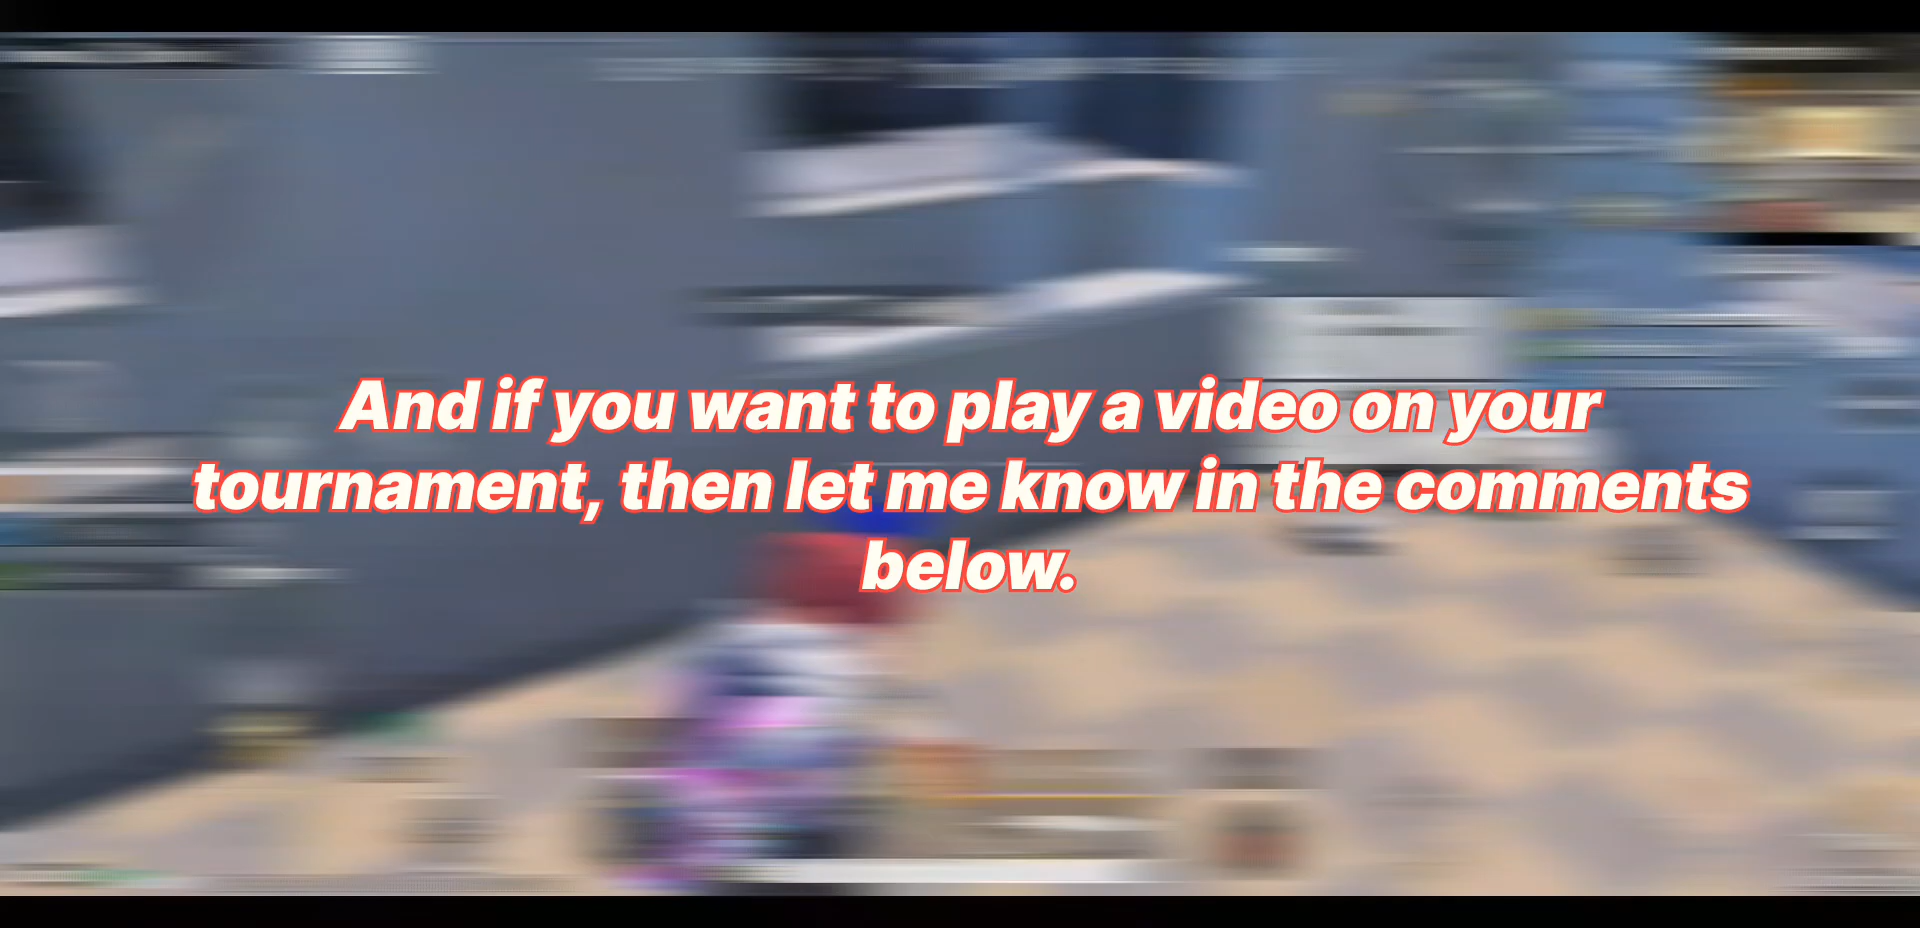 And if you want to play a video on your
tournament, then let me know in the comments
below.